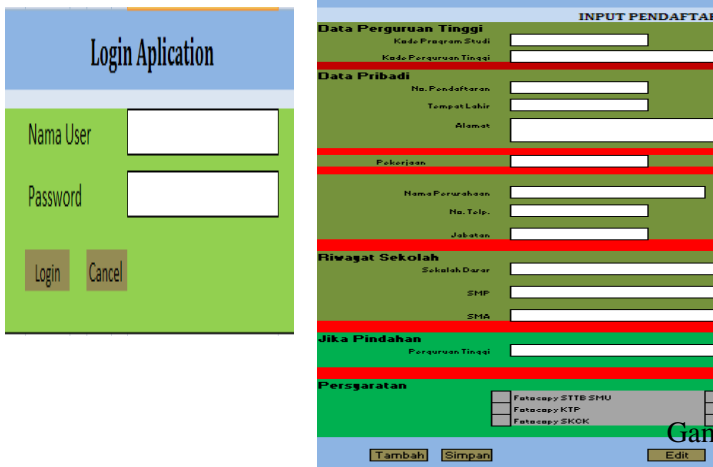 Login Aplication
Nama User
Password
Login Cancel
INPUT PENDAFTAR
Data Perguruan Tinggi
Kode Program Studi
Kode Perguruan Tinggi
Data Pribadi
No. Pendaftaran
Tempat Lahir
Alamat
Pekerjaan
Nama Perusahaan
No. Telp.
Jabatan
Riwayat Sekolah
Sekolah Dasar
SMP
SMA
Jika Pindahan
Perguruan Tinggi
Persyaratan
Fotocopy STTB SMU
Fotocopy KTP
Fotocopy SKCK
Gam
Tambah Simpan Edit